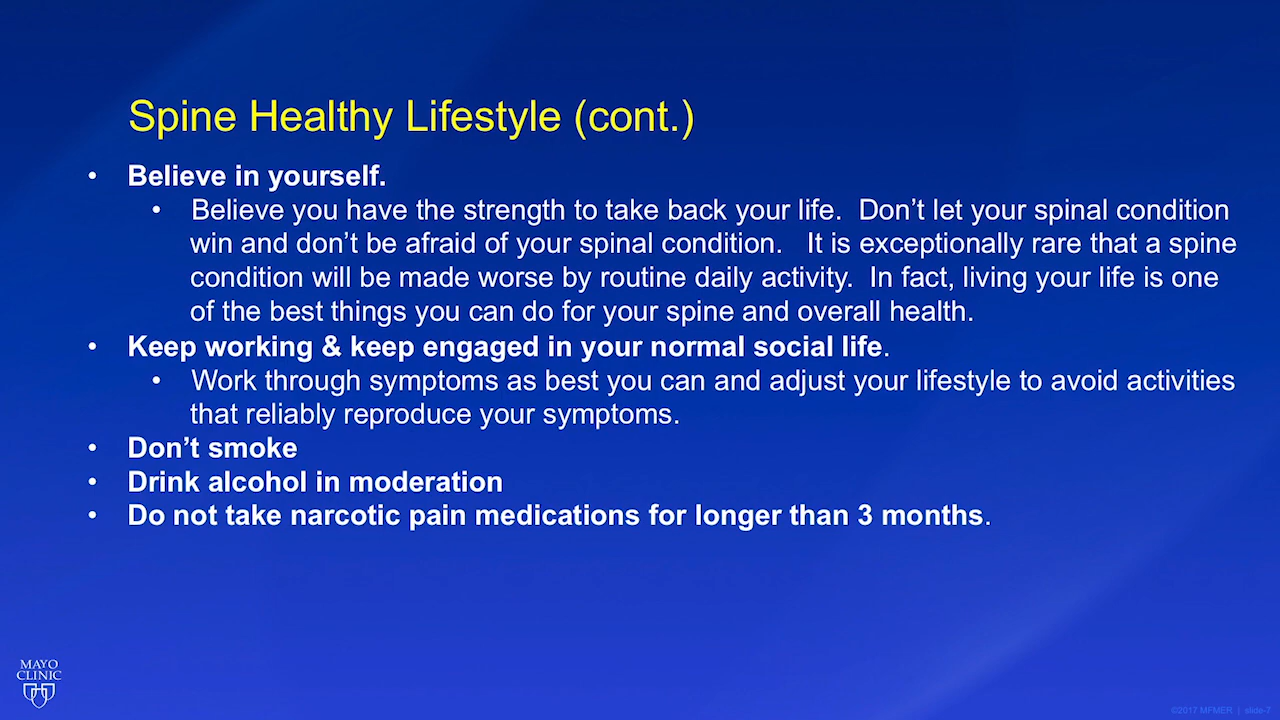 Spine Healthy Lifestyle (cont.)
• Believe in yourself.
• Believe you have the strength to take back your life.  Don’t let your spinal condition
win and don’t be afraid of your spinal condition.   It is exceptionally rare that a spine
condition will be made worse by routine daily activity.  In fact, living your life is one
of the best things you can do for your spine and overall health.
• Keep working & keep engaged in your normal social life.
• Work through symptoms as best you can and adjust your lifestyle to avoid activities
that reliably reproduce your symptoms.
• Don’t smoke
• Drink alcohol in moderation
• Do not take narcotic pain medications for longer than 3 months.
MAYO
CLINIC
©2017 MFMER | slide-7